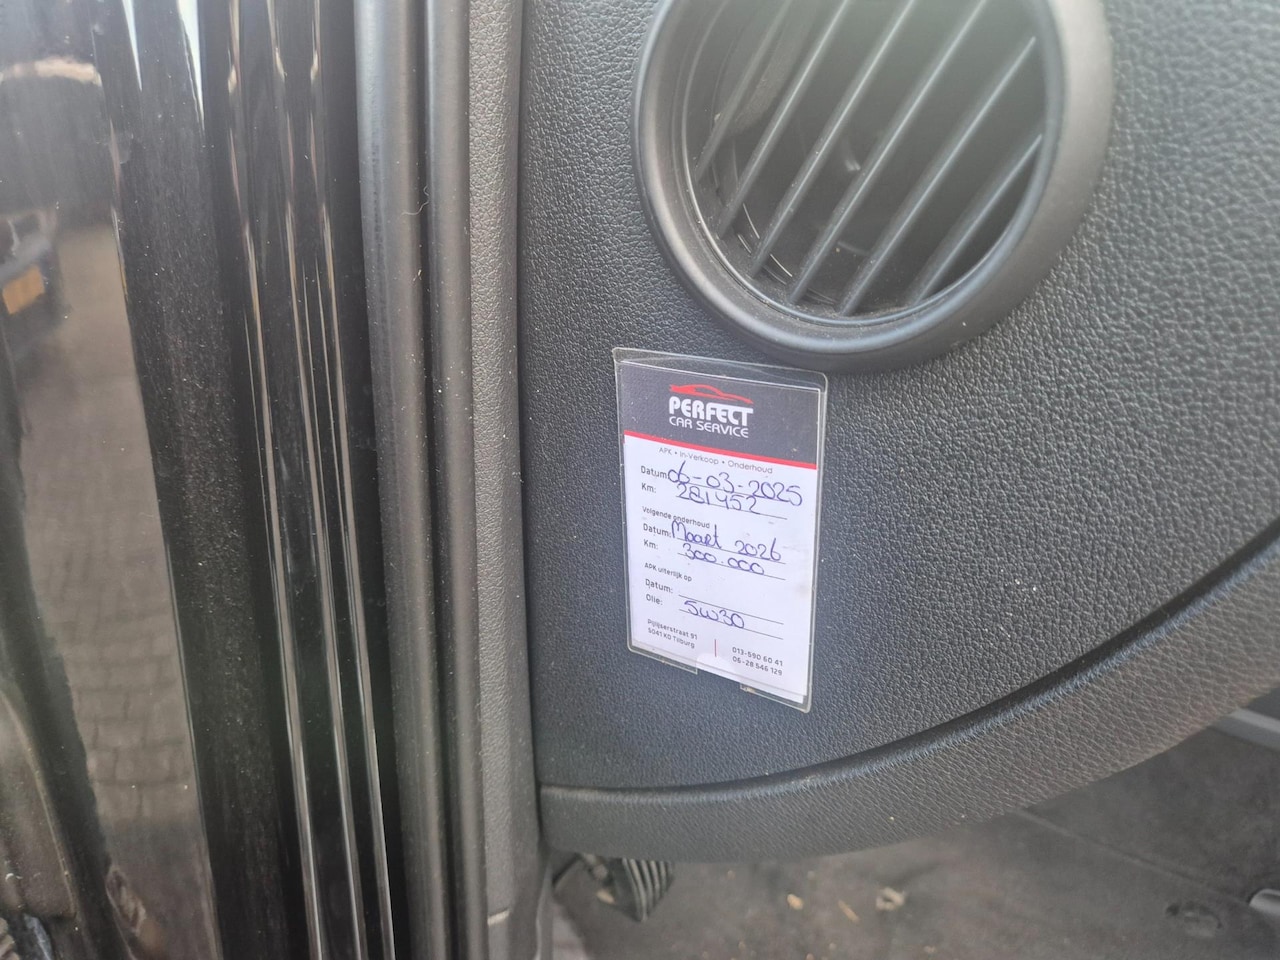 PERFECT
CAR SERVICE
APK • In-Verkoop • Onderhoud
Datum: 06-03-2025
Km: 281452
Volgende onderhoud
Datum: Maart 2026
Km: 300.000
APK uiterlijk op
Datum:
Olie: 5W30
Pijlijserstraat 91
5041 KD Tilburg
013-590 60 41
06-28 546 129